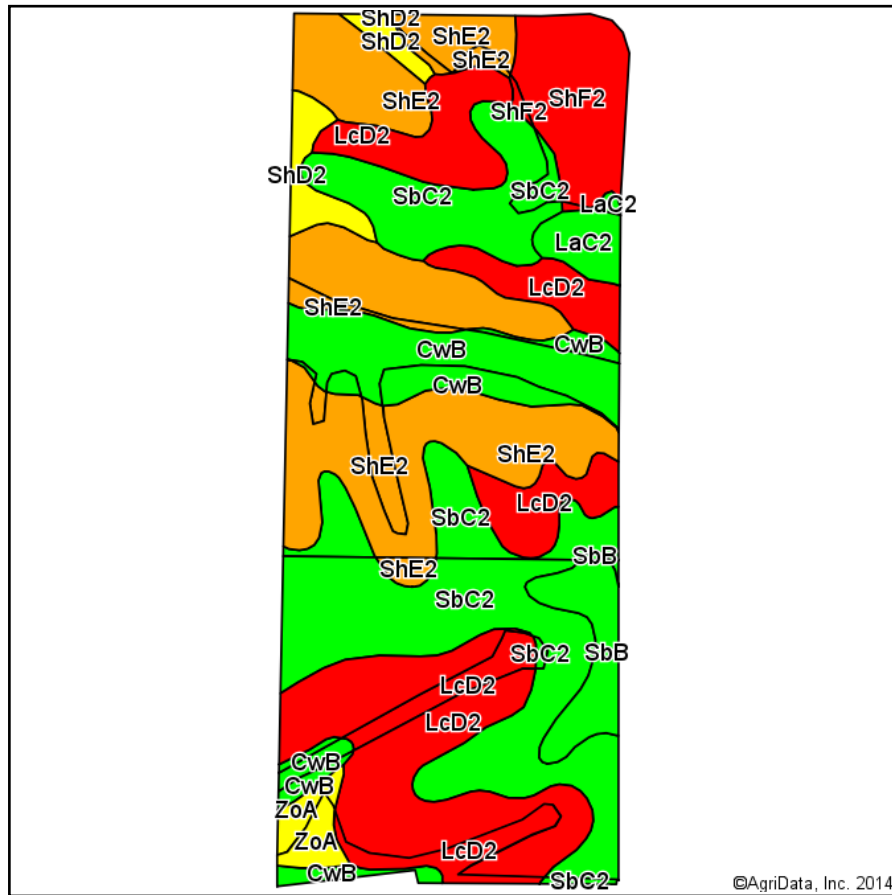 ShD2
ShE2
ShD2
ShE2
ShE2
ShF2
ShF2
LcD2
ShD2
SbC2
SbC2
LaC2
LaC2
LcD2
ShE2
CwB
CwB
CwB
ShE2
ShE2
LcD2
SbC2
SbB
ShE2
SbC2
SbC2
SbB
LcD2
LcD2
CwB
CwB
ZoA
ZoA
LcD2
CwB
SbC2
©AgriData, Inc. 2014